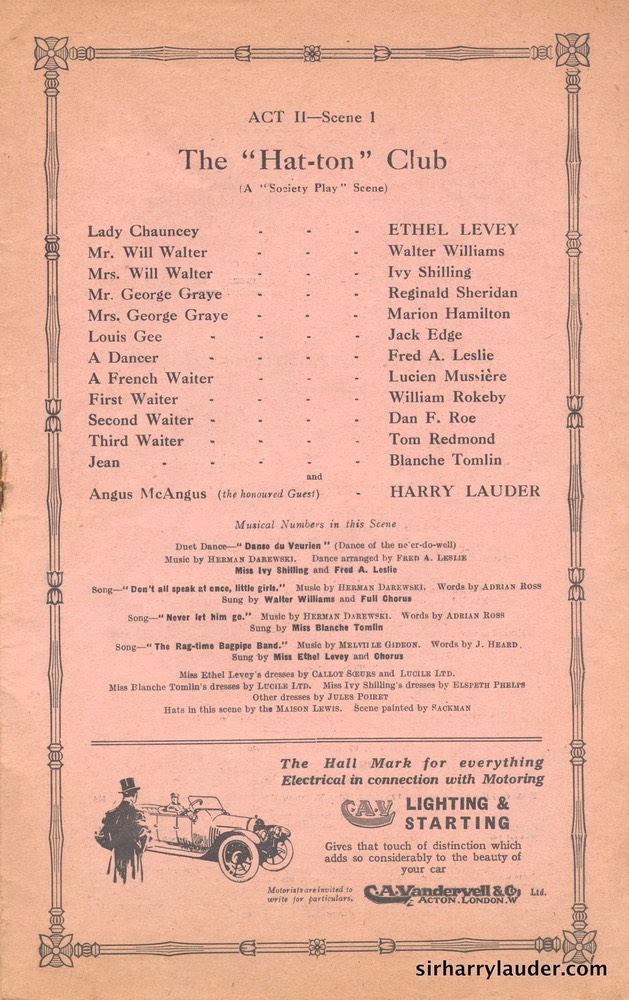 ACT II—Scene 1
The "Hat-ton" Club
(A "Society Play" Scene)
Lady Chauncey - - - ETHEL LEVEY
Mr. Will Walter - - - Walter Williams
Mrs. Will Walter - - - Ivy Shilling
Mr. George Graye - - - Reginald Sheridan
Mrs. George Graye - - - Marion Hamilton
Louis Gee - - - - Jack Edge
A Dancer - - - - Fred A. Leslie
A French Waiter - - - Lucien Mussière
First Waiter - - - - William Rokeby
Second Waiter - - - - Dan F. Roe
Third Waiter - - - - Tom Redmond
Jean - - - - - Blanche Tomlin
and
Angus McAngus (the honoured Guest) - HARRY LAUDER
Musical Numbers in this Scene
Duet Dance—"Danse du Vaurien" (Dance of the ne'er-do-well)
Music by HERMAN DAREWSKI. Dance arranged by FRED A. LESLIE
Miss Ivy Shilling and Fred A. Leslie
Song—"Don't all speak at once, little girls." Music by HERMAN DAREWSKI. Words by ADRIAN ROSS
Sung by Walter Williams and Full Chorus
Song—"Never let him go." Music by HERMAN DAREWSKI. Words by ADRIAN ROSS
Sung by Miss Blanche Tomlin
Song—"The Rag-time Bagpipe Band." Music by MELVILLE GIDEON. Words by J. HEARD.
Sung by Miss Ethel Levey and Chorus
Miss Ethel Levey's dresses by CALLOT SŒURS and LUCILE LTD.
Miss Blanche Tomlin's dresses by LUCILE LTD. Miss Ivy Shilling's dresses by ELSPETH PHELPS
Other dresses by JULES POIRET
Hats in this scene by the MAISON LEWIS. Scene painted by SACKMAN
The Hall Mark for everything
Electrical in connection with Motoring
C.A.V. LIGHTING &
STARTING
Gives that touch of distinction which
adds so considerably to the beauty of
your car
Motorists are invited to
write for particulars.
C.A.Vandervell & Co. Ltd.
ACTON. LONDON. W
sirharrylauder.com